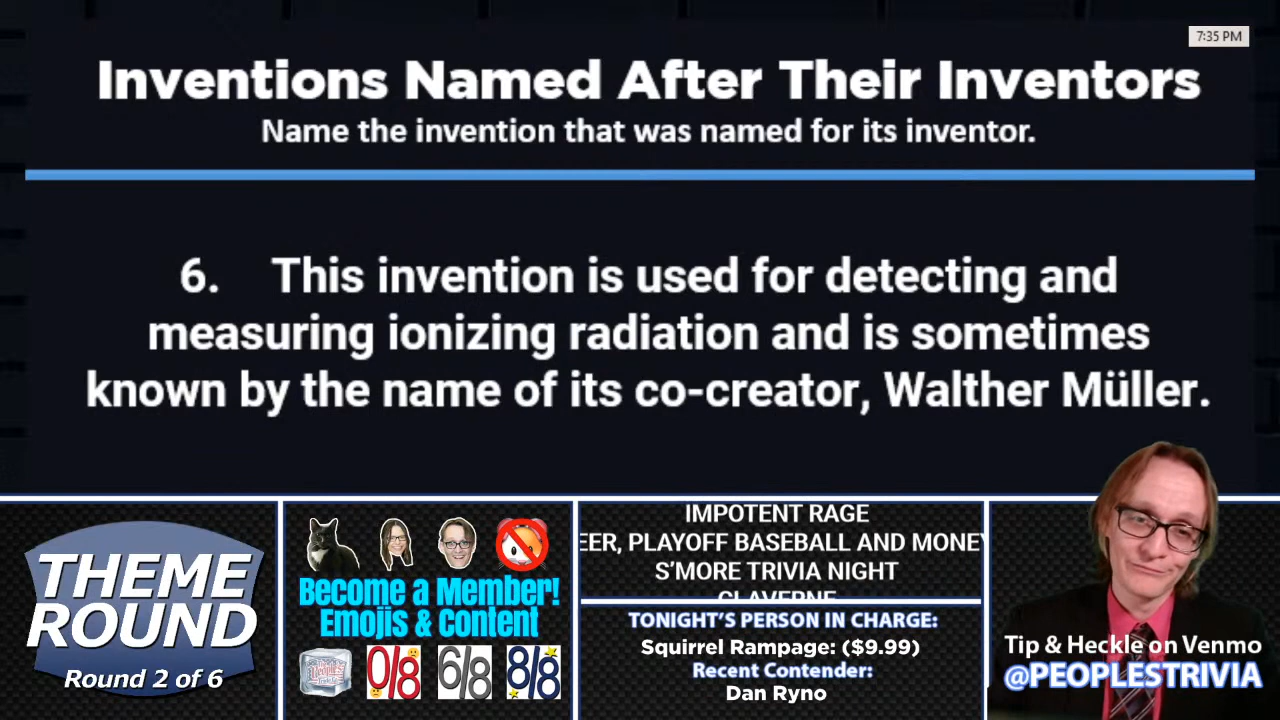 7:35 PM
Inventions Named After Their Inventors
Name the invention that was named for its inventor.
6. This invention is used for detecting and
measuring ionizing radiation and is sometimes
known by the name of its co-creator, Walther Müller.
THEME
ROUND
Round 2 of 6
Become a Member!
Emojis & Content
0/8
6/8
8/8
IMPOTENT RAGE
EER, PLAYOFF BASEBALL AND MONEY
S'MORE TRIVIA NIGHT
TONIGHT'S PERSON IN CHARGE:
Squirrel Rampage: ($9.99)
Recent Contender:
Dan Ryno
Tip & Heckle on Venmo
@PEOPLESTRIVIA